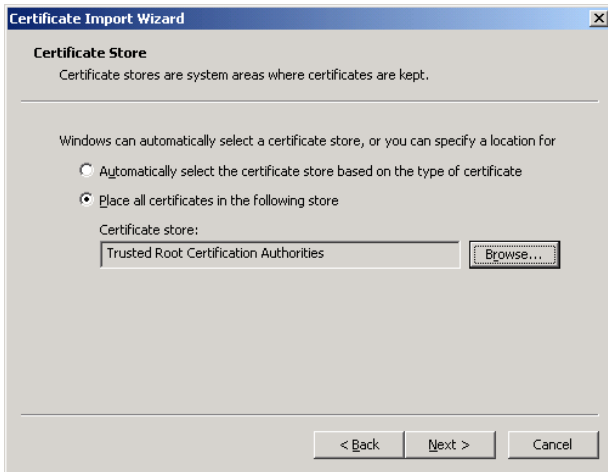 Certificate Import Wizard
Certificate Store
Certificate stores are system areas where certificates are kept.
Windows can automatically select a certificate store, or you can specify a location for
Automatically select the certificate store based on the type of certificate
Place all certificates in the following store
Certificate store:
Trusted Root Certification Authorities
Browse...
< Back
Next >
Cancel